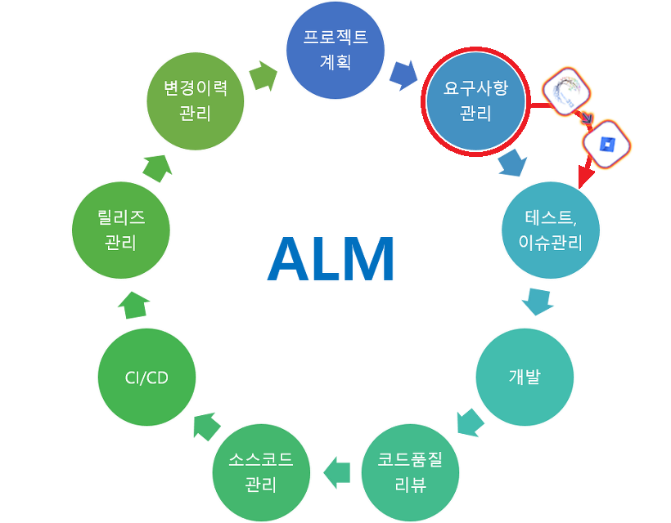 프로젝트
계획
요구사항
관리
테스트,
이슈관리
개발
코드품질
리뷰
소스코드
관리
CI/CD
릴리즈
관리
변경이력
관리
ALM